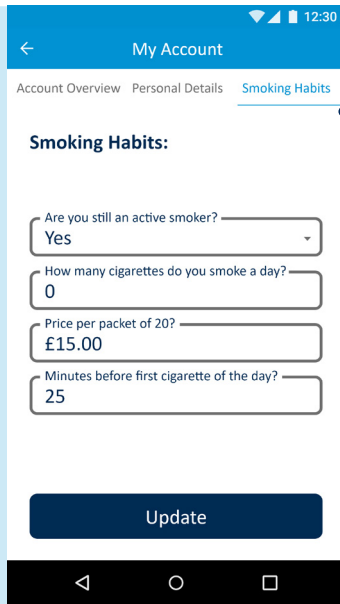 12:30
My Account
Account Overview Personal Details Smoking Habits
Smoking Habits:
Are you still an active smoker?
Yes
How many cigarettes do you smoke a day?
0
Price per packet of 20?
£15.00
Minutes before first cigarette of the day?
25
Update